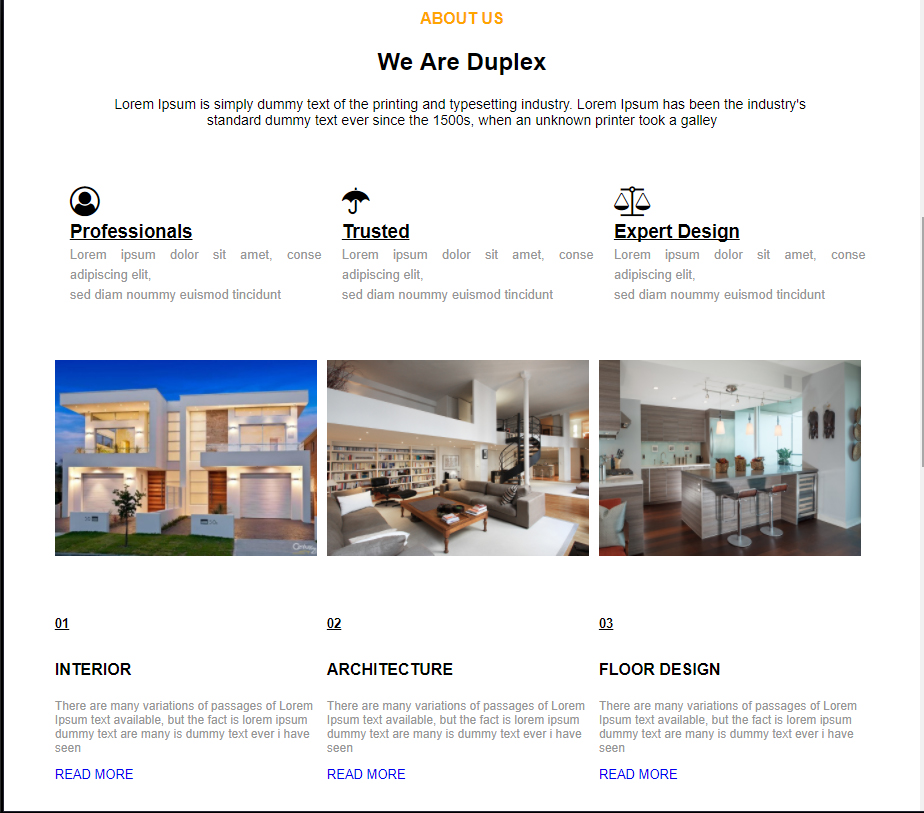 ABOUT US
We Are Duplex
Lorem Ipsum is simply dummy text of the printing and typesetting industry. Lorem Ipsum has been the industry's
standard dummy text ever since the 1500s, when an unknown printer took a galley
Professionals
Lorem ipsum dolor sit amet, conse
adipiscing elit,
sed diam noummy euismod tincidunt
Trusted
Lorem ipsum dolor sit amet, conse
adipiscing elit,
sed diam noummy euismod tincidunt
Expert Design
Lorem ipsum dolor sit amet, conse
adipiscing elit,
sed diam noummy euismod tincidunt
01
INTERIOR
There are many variations of passages of Lorem
Ipsum text available, but the fact is lorem ipsum
dummy text are many is dummy text ever i have
seen
READ MORE
02
ARCHITECTURE
There are many variations of passages of Lorem
Ipsum text available, but the fact is lorem ipsum
dummy text are many is dummy text ever i have
seen
READ MORE
03
FLOOR DESIGN
There are many variations of passages of Lorem
Ipsum text available, but the fact is lorem ipsum
dummy text are many is dummy text ever i have
seen
READ MORE